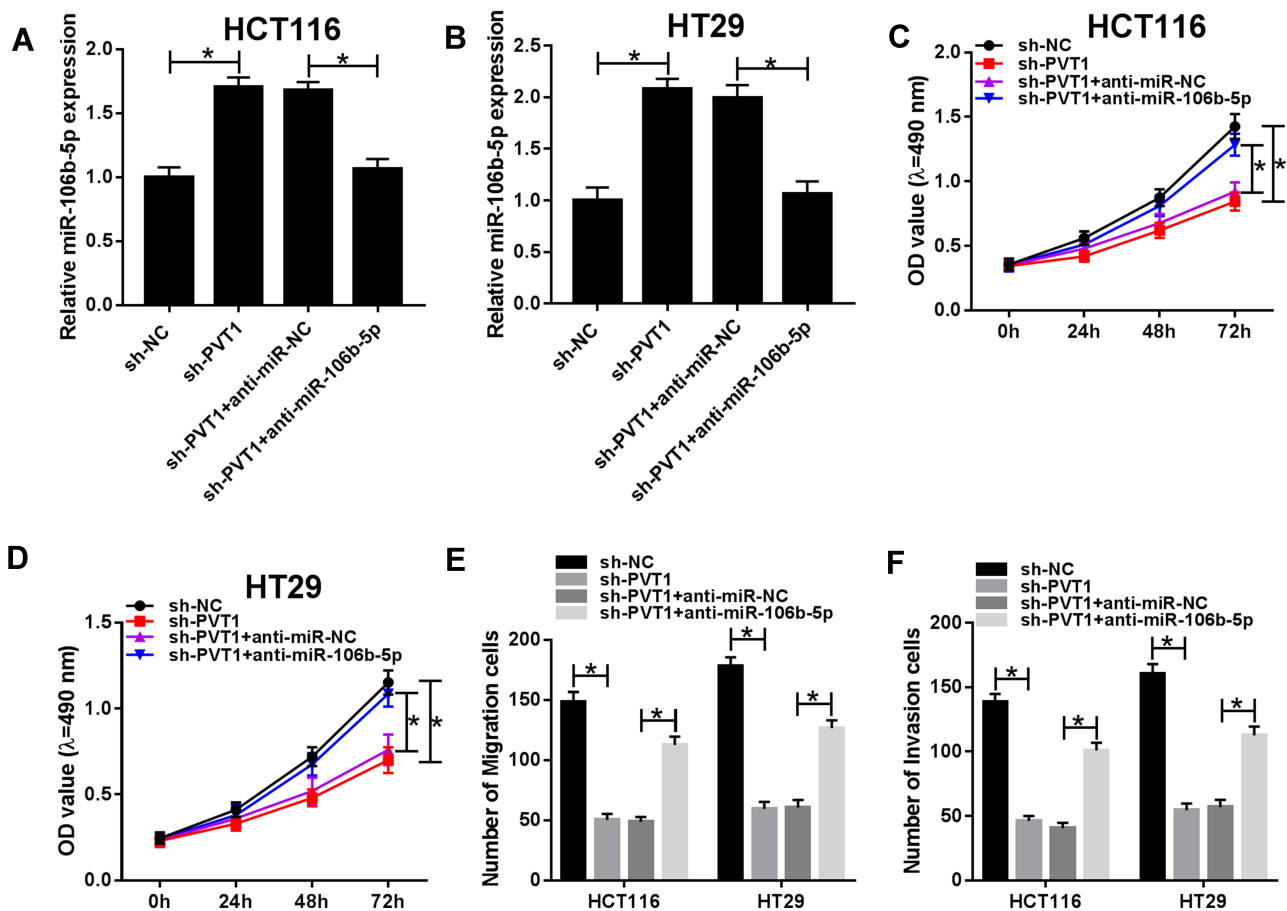 A
HCT116
Relative miR-106b-5p expression
2.0
1.5
1.0
0.5
0.0
*
*
sh-NC
sh-PVT1
sh-PVT1+anti-miR-NC
sh-PVT1+anti-miR-106b-5p
B
HT29
Relative miR-106b-5p expression
2.5
2.0
1.5
1.0
0.5
0.0
*
*
sh-NC
sh-PVT1
sh-PVT1+anti-miR-NC
sh-PVT1+anti-miR-106b-5p
C
HCT116
sh-NC
sh-PVT1
sh-PVT1+anti-miR-NC
sh-PVT1+anti-miR-106b-5p
OD value (λ=490 nm)
2.0
1.5
1.0
0.5
0.0
*
*
0h
24h
48h
72h
D
HT29
sh-NC
sh-PVT1
sh-PVT1+anti-miR-NC
sh-PVT1+anti-miR-106b-5p
OD value (λ=490 nm)
1.5
1.0
0.5
0.0
*
*
0h
24h
48h
72h
E
sh-NC
sh-PVT1
sh-PVT1+anti-miR-NC
sh-PVT1+anti-miR-106b-5p
Number of Migration cells
200
150
100
50
0
*
*
*
*
HCT116
HT29
F
sh-NC
sh-PVT1
sh-PVT1+anti-miR-NC
sh-PVT1+anti-miR-106b-5p
Number of Invasion cells
200
150
100
50
0
*
*
*
*
HCT116
HT29